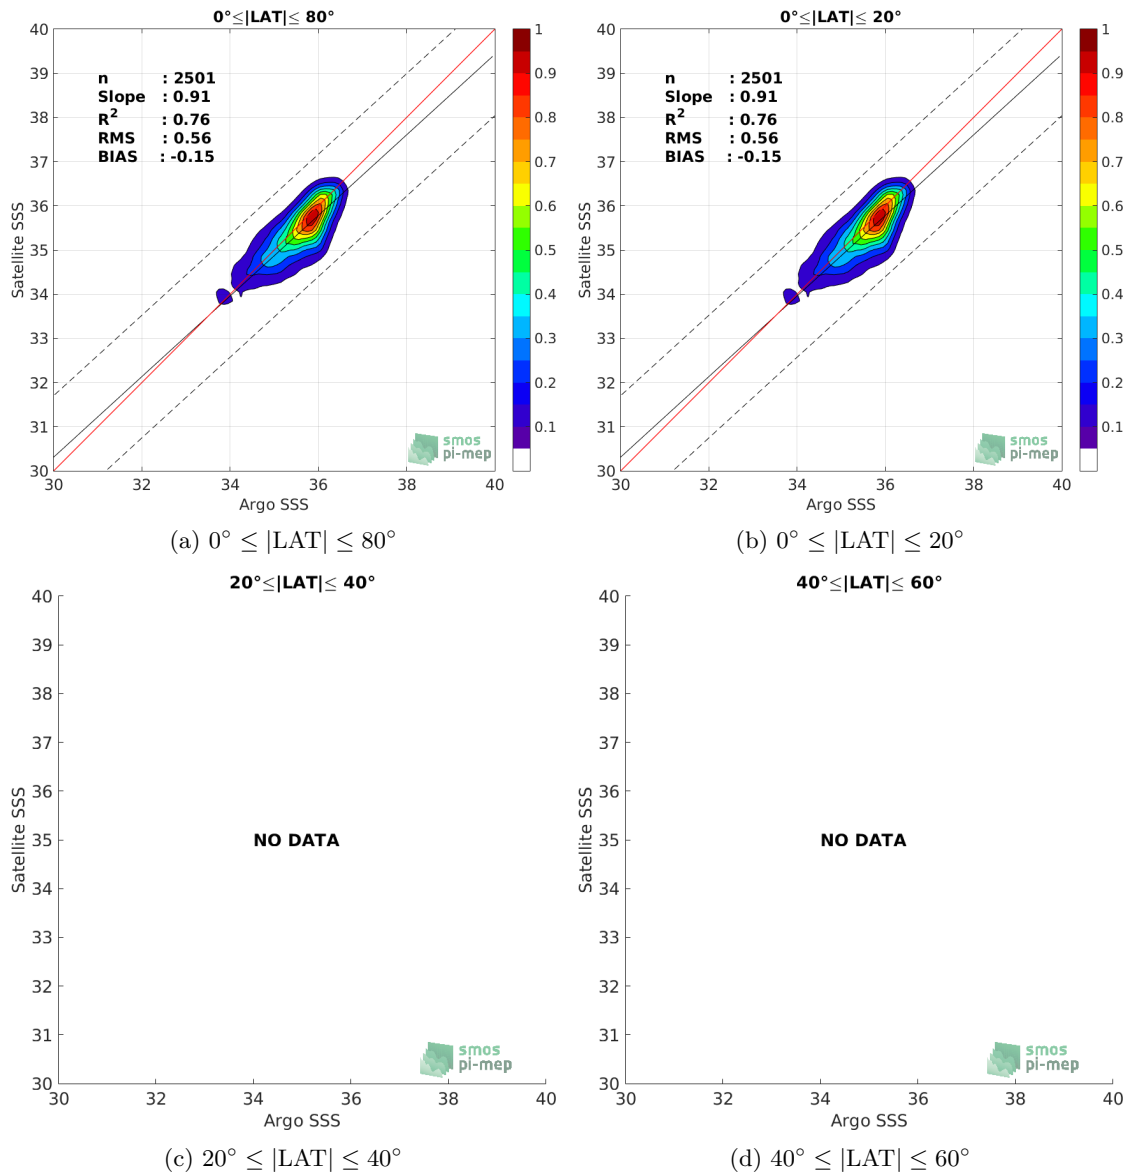 0°≤|LAT|≤ 80°
40
39
38
37
36
35
34
33
32
31
30
Satellite SSS
n : 2501
Slope : 0.91
R2 : 0.76
RMS : 0.56
BIAS : -0.15
1
0.9
0.8
0.7
0.6
0.5
0.4
0.3
0.2
0.1
smos
pi-mep
30 32 34 36 38 40
Argo SSS
(a) 0° ≤ |LAT| ≤ 80°
0°≤|LAT|≤ 20°
40
39
38
37
36
35
34
33
32
31
30
Satellite SSS
n : 2501
Slope : 0.91
R2 : 0.76
RMS : 0.56
BIAS : -0.15
1
0.9
0.8
0.7
0.6
0.5
0.4
0.3
0.2
0.1
smos
pi-mep
30 32 34 36 38 40
Argo SSS
(b) 0° ≤ |LAT| ≤ 20°
20°≤|LAT|≤ 40°
40
39
38
37
36
35
34
33
32
31
30
Satellite SSS
NO DATA
smos
pi-mep
30 32 34 36 38 40
Argo SSS
(c) 20° ≤ |LAT| ≤ 40°
40°≤|LAT|≤ 60°
40
39
38
37
36
35
34
33
32
31
30
Satellite SSS
NO DATA
smos
pi-mep
30 32 34 36 38 40
Argo SSS
(d) 40° ≤ |LAT| ≤ 60°